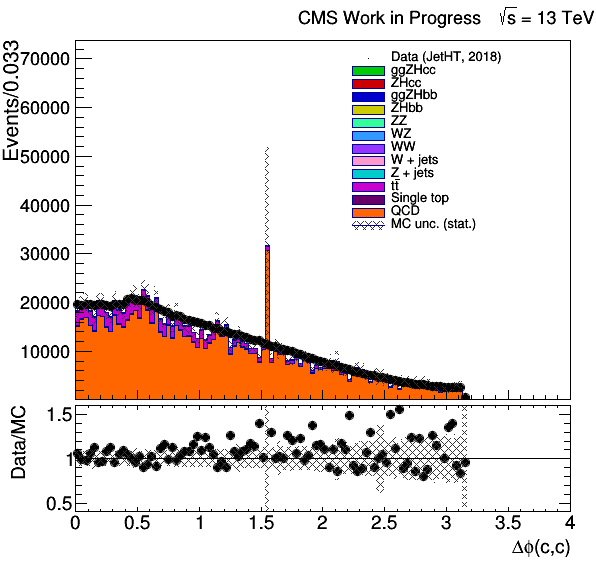 CMS Work in Progress √s = 13 TeV
Events/0.033
70000
60000
50000
40000
30000
20000
10000
Data (JetHT, 2018)
ggZHcc
ZHcc
ggZHbb
ZHbb
ZZ
WZ
WW
W + jets
Z + jets
tt̄
Single top
QCD
MC unc. (stat.)
Data/MC
1.5
1
0.5
0 0.5 1 1.5 2 2.5 3 3.5 4
Δϕ(c,c)